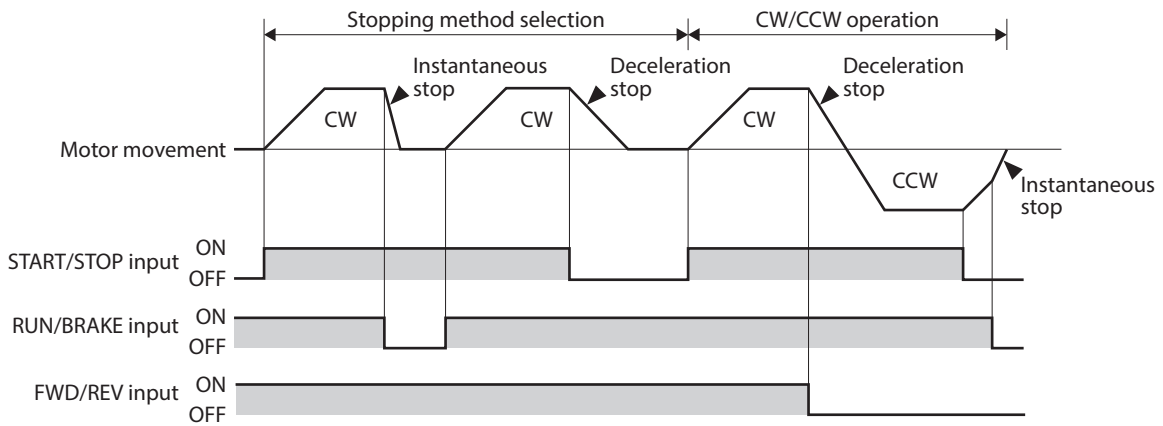 Stopping method selection
CW/CCW operation
Instantaneous
stop
Deceleration
stop
Deceleration
stop
CW
CW
CW
Motor movement
CCW
Instantaneous
stop
START/STOP input
ON
OFF
RUN/BRAKE input
ON
OFF
FWD/REV input
ON
OFF